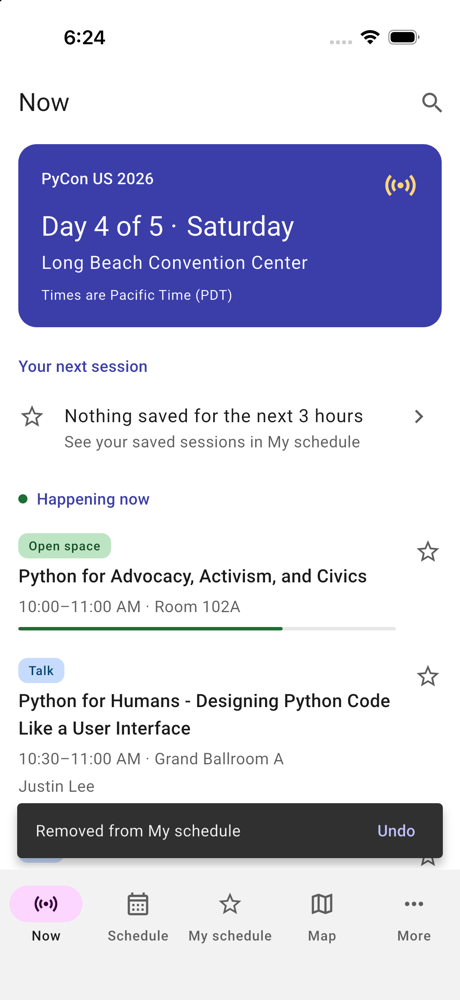 6:24
Now
PyCon US 2026
Day 4 of 5 · Saturday
Long Beach Convention Center
Times are Pacific Time (PDT)
Your next session
Nothing saved for the next 3 hours
See your saved sessions in My schedule
Happening now
Open space
Python for Advocacy, Activism, and Civics
10:00–11:00 AM · Room 102A
Talk
Python for Humans - Designing Python Code
Like a User Interface
10:30–11:00 AM · Grand Ballroom A
Justin Lee
Removed from My schedule
Undo
Now
Schedule
My schedule
Map
More